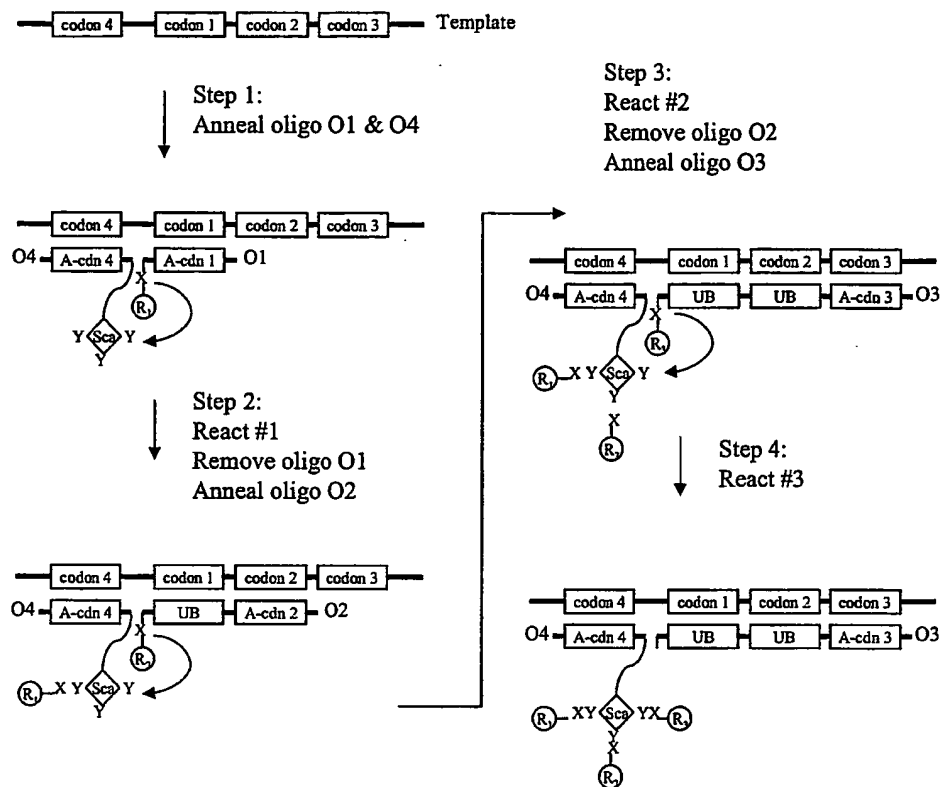 codon 4 codon 1 codon 2 codon 3 Template
Step 1:
Anneal oligo O1 & O4
codon 4 codon 1 codon 2 codon 3
O4 A-cdn 4 A-cdn 1 O1
X
R1
Y Sca Y
Y
Step 2:
React #1
Remove oligo O1
Anneal oligo O2
codon 4 codon 1 codon 2 codon 3
O4 A-cdn 4 UB A-cdn 2 O2
X
R2
R1 X Y Sca Y
Y
Step 3:
React #2
Remove oligo O2
Anneal oligo O3
codon 4 codon 1 codon 2 codon 3
O4 A-cdn 4 UB UB A-cdn 3 O3
X
R3
R1 X Y Sca Y
Y
X
R2
Step 4:
React #3
codon 4 codon 1 codon 2 codon 3
O4 A-cdn 4 UB UB A-cdn 3 O3
R1 XY Sca YX R3
Y
X
R2